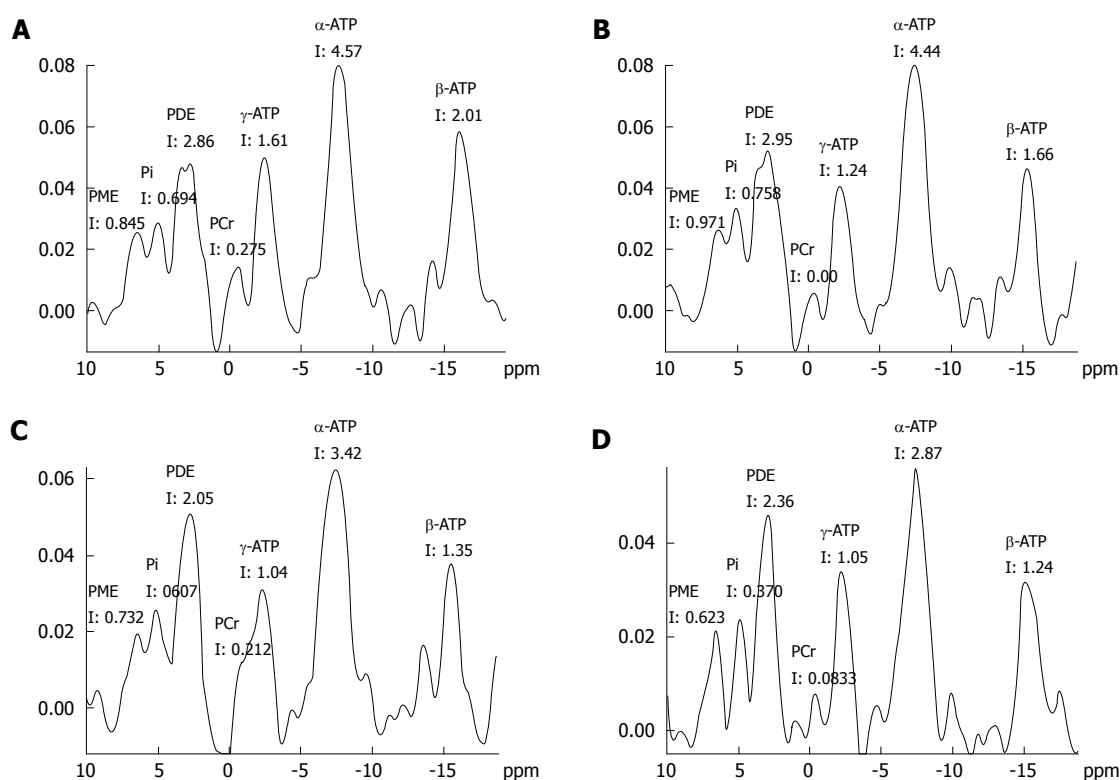 A
α-ATP
I: 4.57
β-ATP
I: 2.01
PDE
I: 2.86
γ-ATP
I: 1.61
Pi
I: 0.694
PME
I: 0.845
PCr
I: 0.275
0.08
0.06
0.04
0.02
0.00
10 5 0 -5 -10 -15 ppm
B
α-ATP
I: 4.44
PDE
I: 2.95
γ-ATP
I: 1.24
β-ATP
I: 1.66
Pi
I: 0.758
PME
I: 0.971
PCr
I: 0.00
0.08
0.06
0.04
0.02
0.00
10 5 0 -5 -10 -15 ppm
C
α-ATP
I: 3.42
PDE
I: 2.05
γ-ATP
I: 1.04
β-ATP
I: 1.35
Pi
I: 0607
PME
I: 0.732
PCr
I: 0.212
0.06
0.04
0.02
0.00
10 5 0 -5 -10 -15 ppm
D
α-ATP
I: 2.87
PDE
I: 2.36
γ-ATP
I: 1.05
β-ATP
I: 1.24
Pi
I: 0.370
PME
I: 0.623
PCr
I: 0.0833
0.04
0.02
0.00
10 5 0 -5 -10 -15 ppm